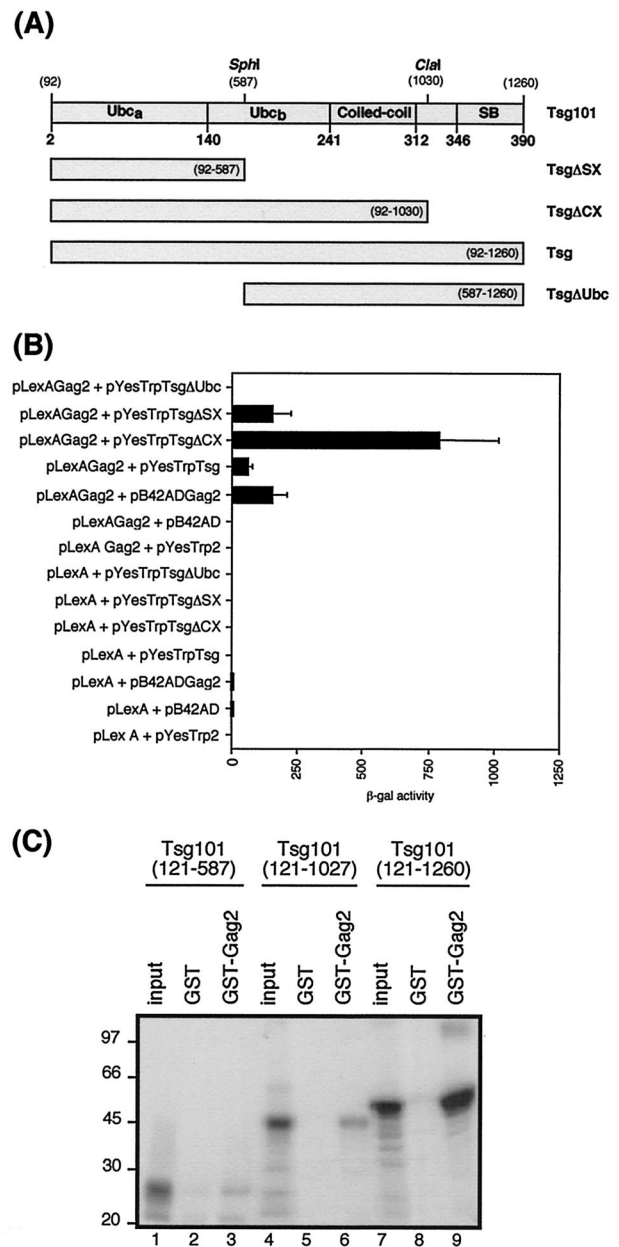 (A)
SphI ClaI
(92) (587) (1030) (1260)
Ubca Ubcb Coiled-coil SB Tsg101
2 140 241 312 346 390
(92-587) TsgΔSX
(92-1030) TsgΔCX
(92-1260) Tsg
(587-1260) TsgΔUbc
(B)
pLexAGag2 + pYesTrpTsgΔUbc
pLexAGag2 + pYesTrpTsgΔSX
pLexAGag2 + pYesTrpTsgΔCX
pLexAGag2 + pYesTrpTsg
pLexAGag2 + pB42ADGag2
pLexAGag2 + pB42AD
pLexA Gag2 + pYesTrp2
pLexA + pYesTrpTsgΔUbc
pLexA + pYesTrpTsgΔSX
pLexA + pYesTrpTsgΔCX
pLexA + pYesTrpTsg
pLexA + pB42ADGag2
pLexA + pB42AD
pLex A + pYesTrp2
0 250 500 750 1000 1250
β-gal activity
(C)
Tsg101 Tsg101 Tsg101
(121-587) (121-1027) (121-1260)
input GST GST-Gag2 input GST GST-Gag2 input GST GST-Gag2
97
66
45
30
20
1 2 3 4 5 6 7 8 9